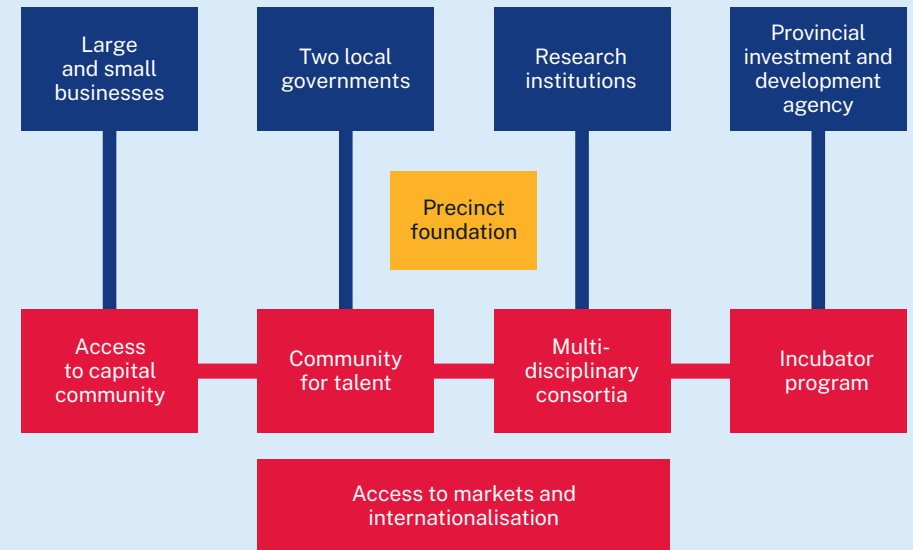 Large
and small
businesses
Two local
governments
Research
institutions
Provincial
investment and
development
agency
Precinct
foundation
Access
to capital
community
Community
for talent
Multi-
disciplinary
consortia
Incubator
program
Access to markets and
internationalisation